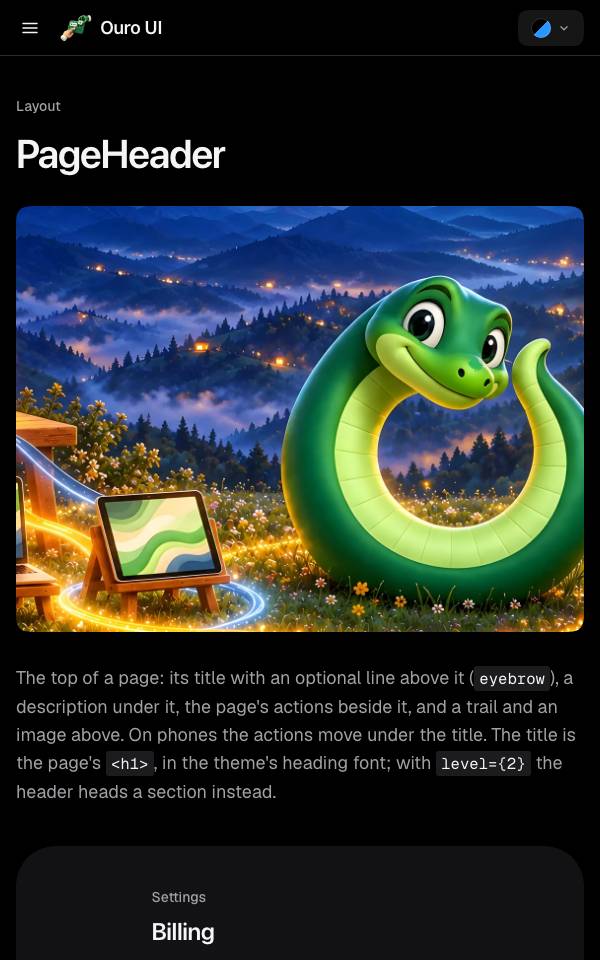 Ouro UI
Layout
PageHeader
The top of a page: its title with an optional line above it (eyebrow), a
description under it, the page's actions beside it, and a trail and an
image above. On phones the actions move under the title. The title is
the page's <h1>, in the theme's heading font; with level={2} the
header heads a section instead.
Settings
Billing